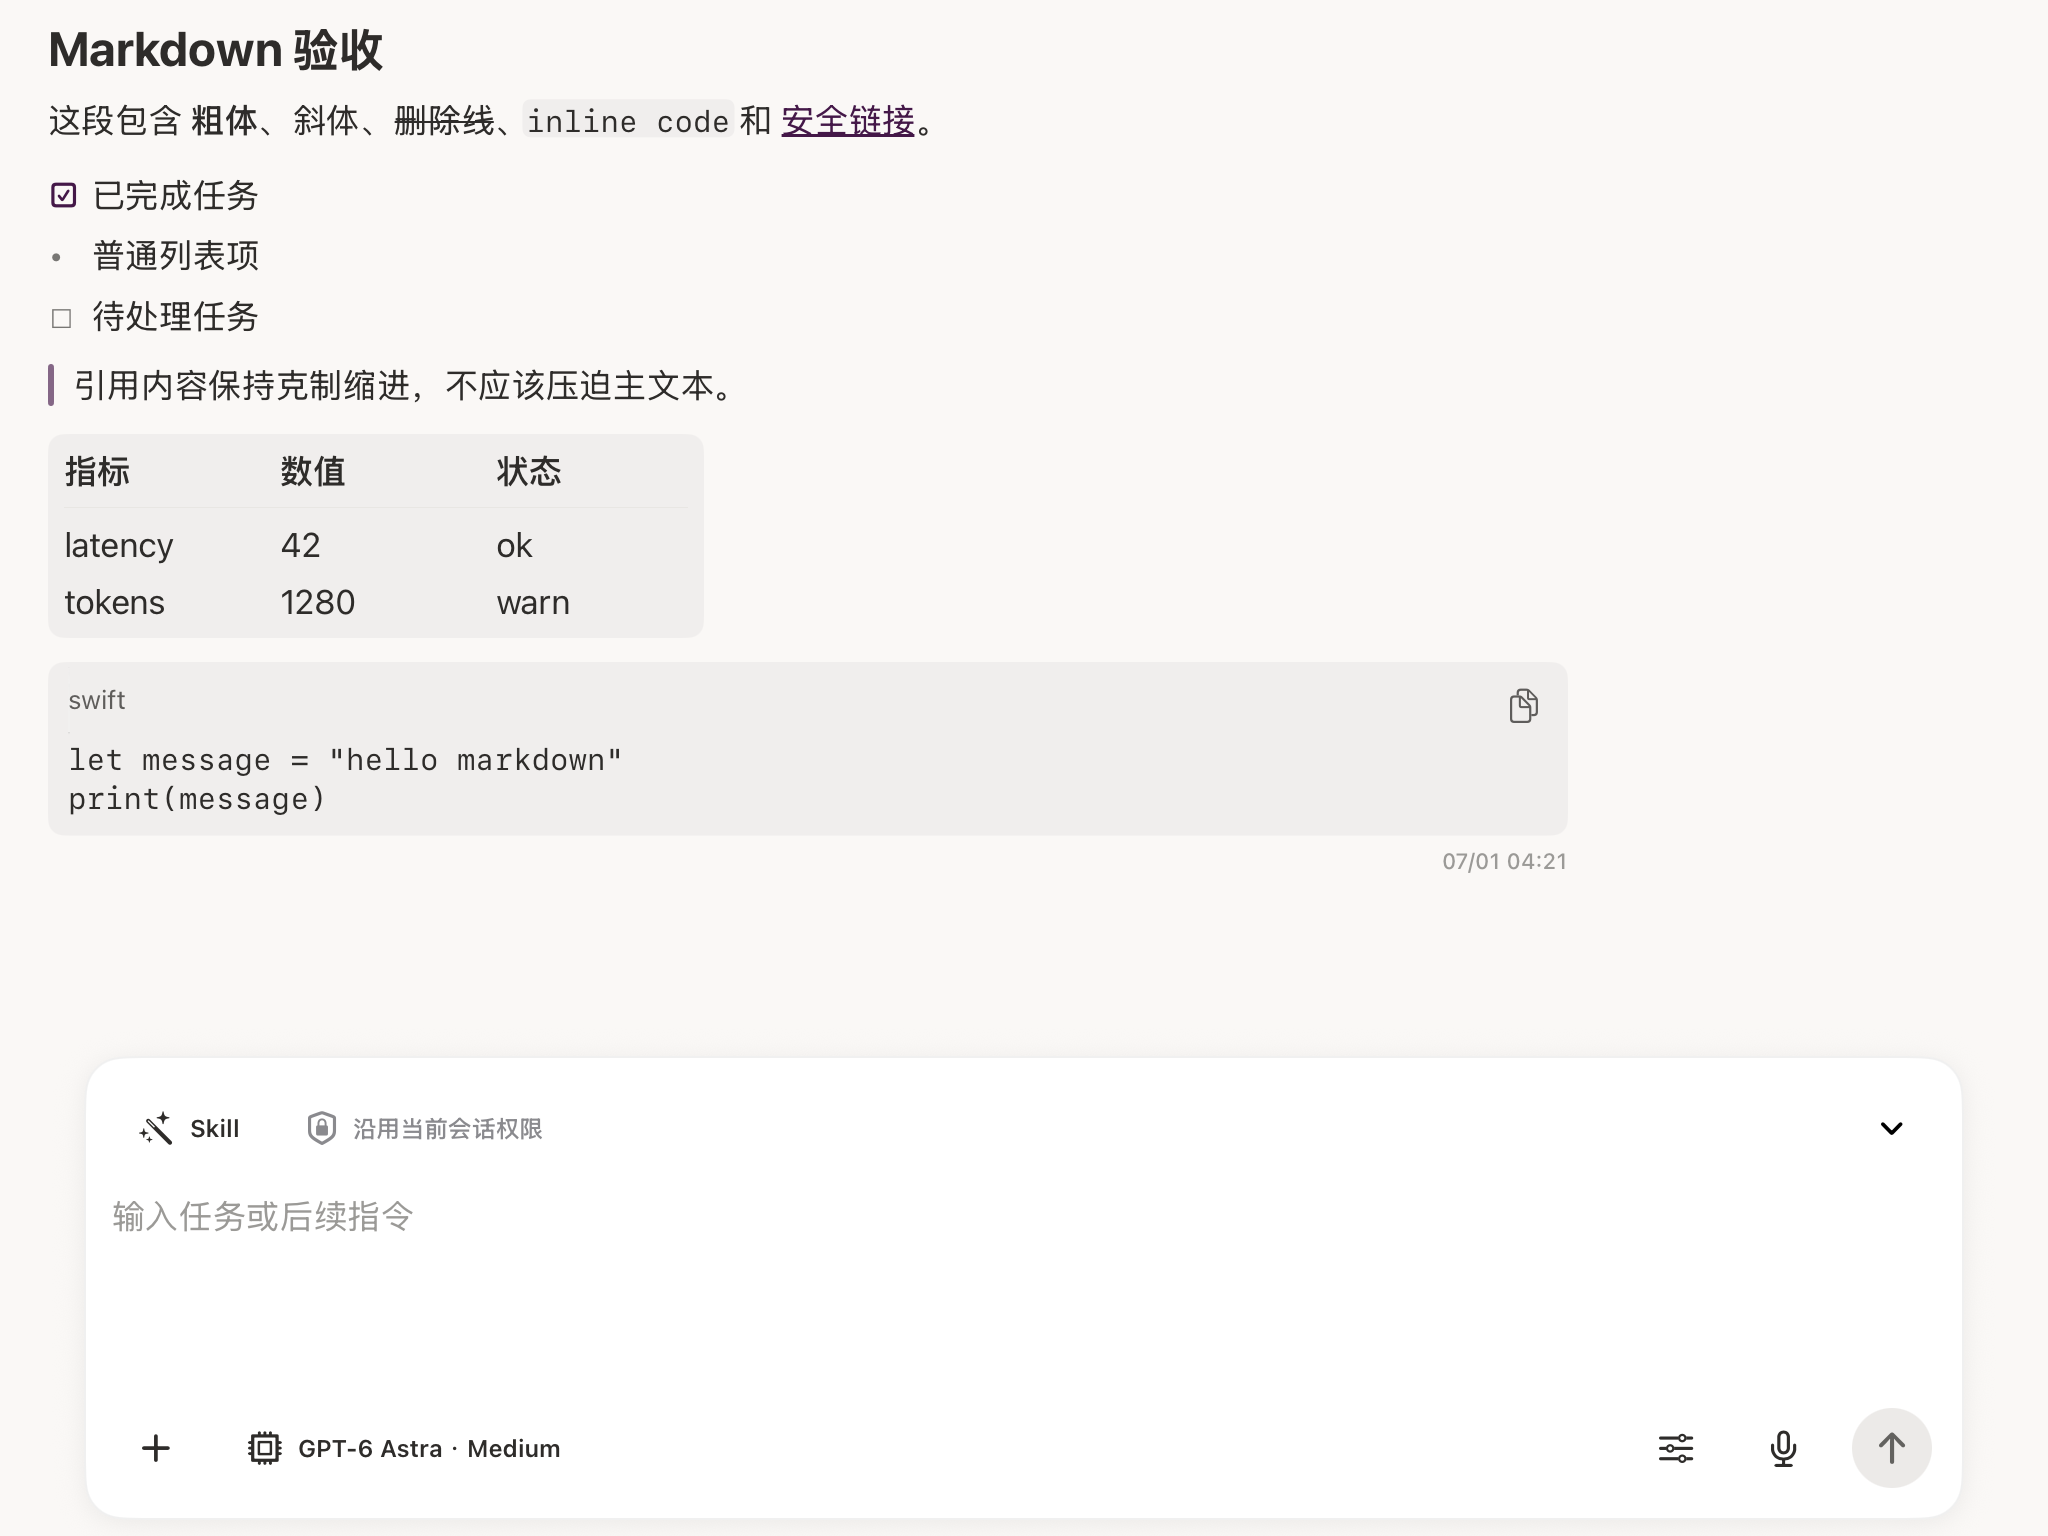 Markdown 验收
这段包含 粗体、斜体、删除线、inline code 和 安全链接。
已完成任务
• 普通列表项
待处理任务
引用内容保持克制缩进，不应该压迫主文本。
指标 数值 状态
latency 42 ok
tokens 1280 warn
swift
let message = "hello markdown"
print(message)
07/01 04:21
Skill 沿用当前会话权限
输入任务或后续指令
GPT-6 Astra · Medium